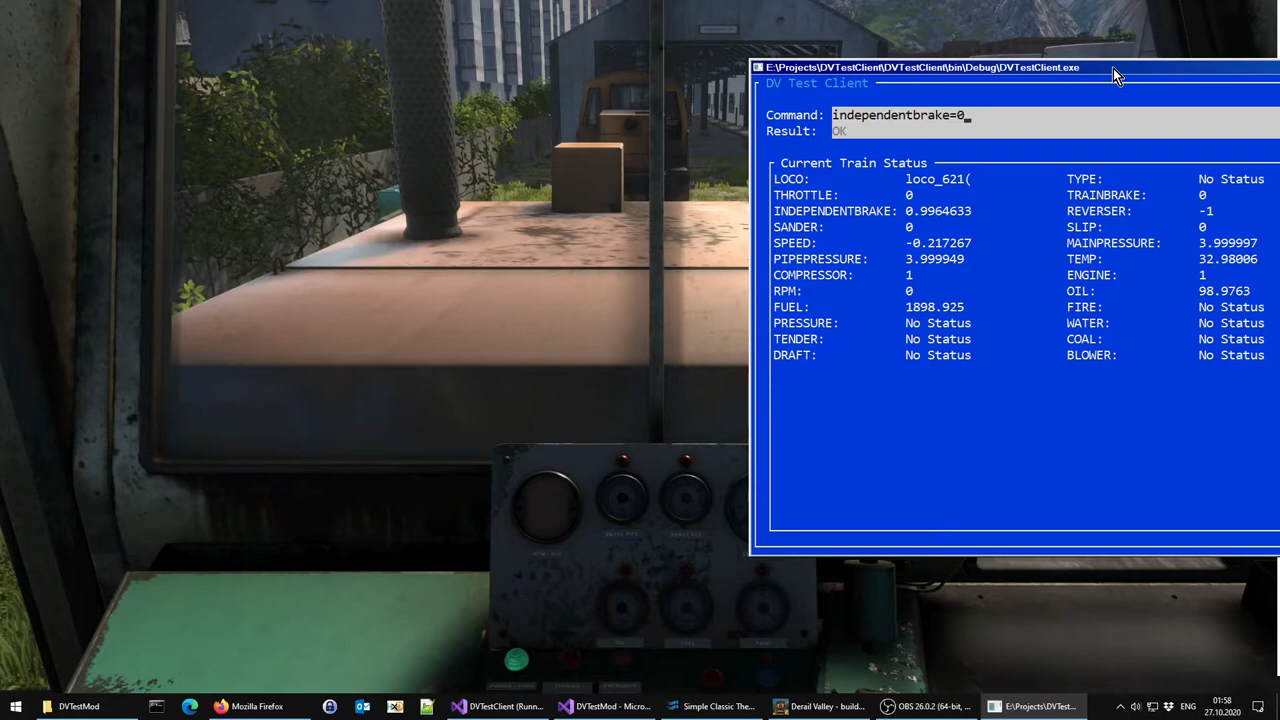 E:\Projects\DVTestClient\DVTestClient\bin\Debug\DVTestClient.exe
DV Test Client
Command: independentbrake=0_
Result: OK
Current Train Status
LOCO: loco_621( TYPE: No Status
THROTTLE: 0 TRAINBRAKE: 0
INDEPENDENTBRAKE: 0.9964633 REVERSER: -1
SANDER: 0 SLIP: 0
SPEED: -0.217267 MAINPRESSURE: 3.999997
PIPEPRESSURE: 3.999949 TEMP: 32.98006
COMPRESSOR: 1 ENGINE: 1
RPM: 0 OIL: 98.9763
FUEL: 1898.925 FIRE: No Status
PRESSURE: No Status WATER: No Status
TENDER: No Status COAL: No Status
DRAFT: No Status BLOWER: No Status
DVTestMod Mozilla Firefox DVTestClient (Runn... DVTestMod - Micro... Simple Classic The... Derail Valley - build... OBS 26.0.2 (64-bit, ... E:\Projects\DVTest... ENG 01:58
27.10.2020